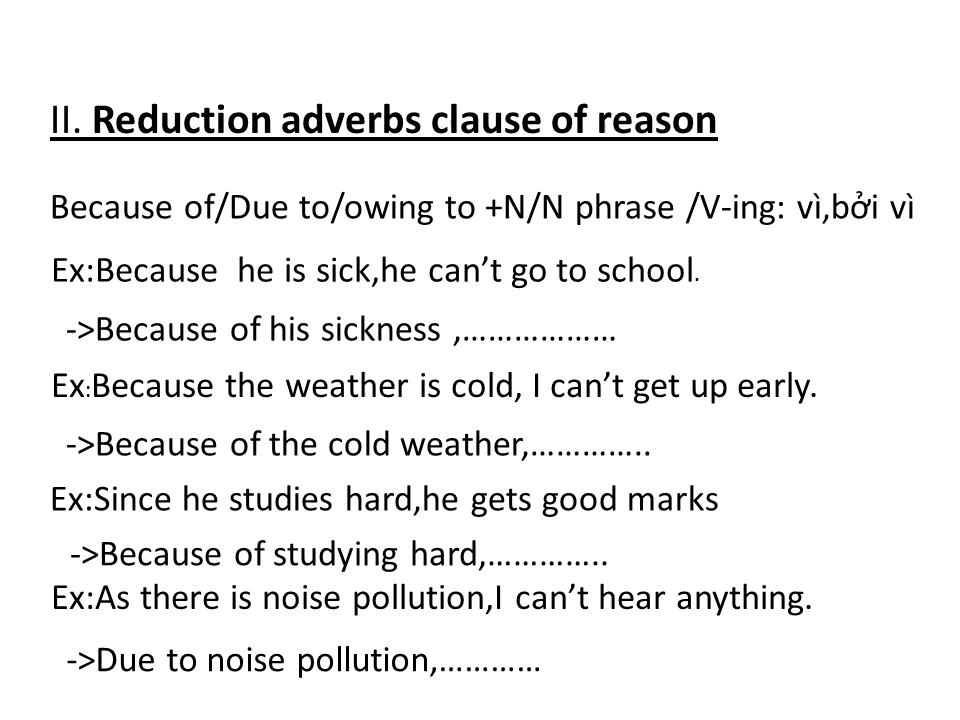 II. Reduction adverbs clause of reason
Because of/Due to/owing to +N/N phrase /V-ing: vì,bởi vì
Ex:Because  he is sick,he can’t go to school.
->Because of his sickness ,………………
Ex:Because the weather is cold, I can’t get up early.
->Because of the cold weather,…………..
Ex:Since he studies hard,he gets good marks
->Because of studying hard,…………..
Ex:As there is noise pollution,I can’t hear anything.
->Due to noise pollution,…………